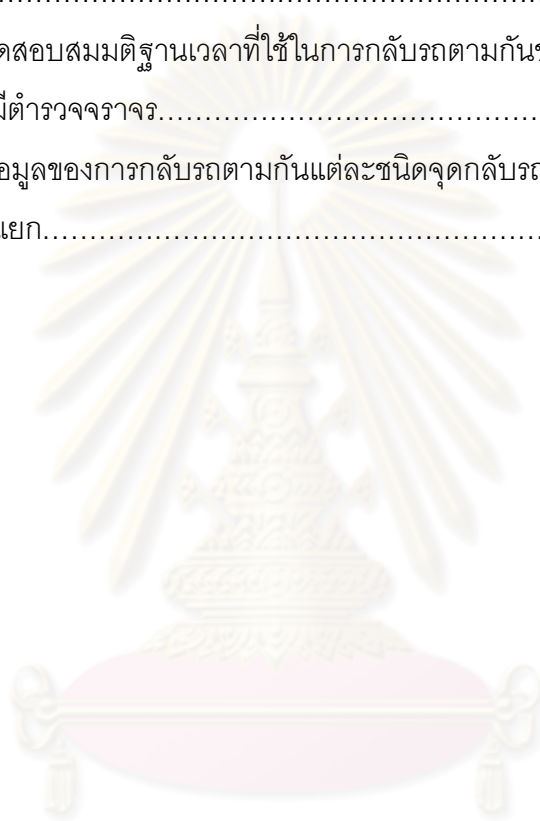 ………………………………………………
ดสอบสมมติฐานเวลาที่ใช้ในการกลับรถตามกัน
มีตำรวจจราจร………………………………
อมูลของการกลับรถตามกันแต่ละชนิดจุดกลับรถ
แยก…………………………………………